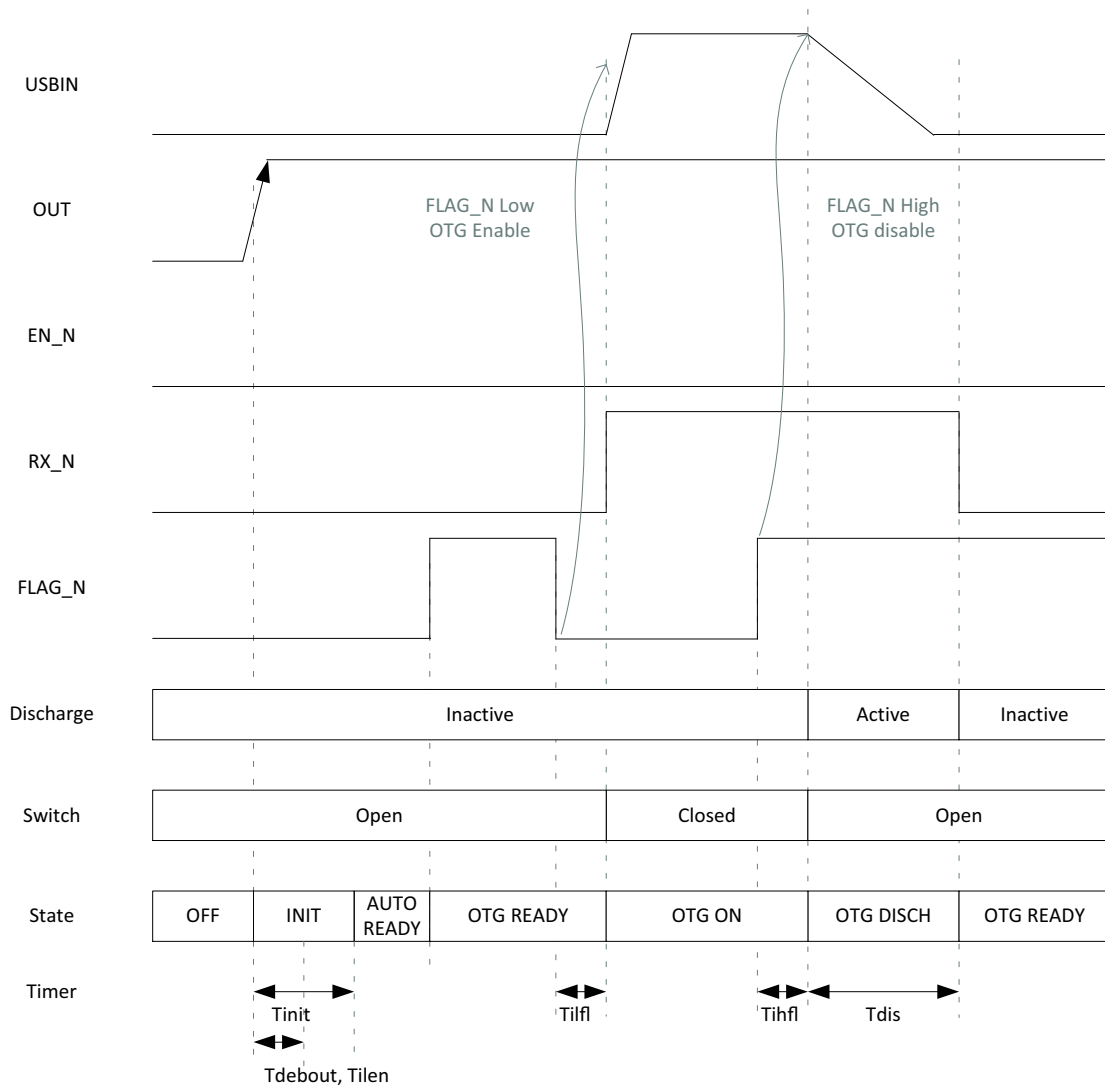 USBIN
OUT
FLAG_N Low
OTG Enable
FLAG_N High
OTG disable
EN_N
RX_N
FLAG_N
Discharge
Inactive
Active
Inactive
Switch
Open
Closed
Open
State
OFF
INIT
AUTO
READY
OTG READY
OTG ON
OTG DISCH
OTG READY
Timer
Tinit
Tilfl
Tihfl
Tdis
Tdebout, Tilen